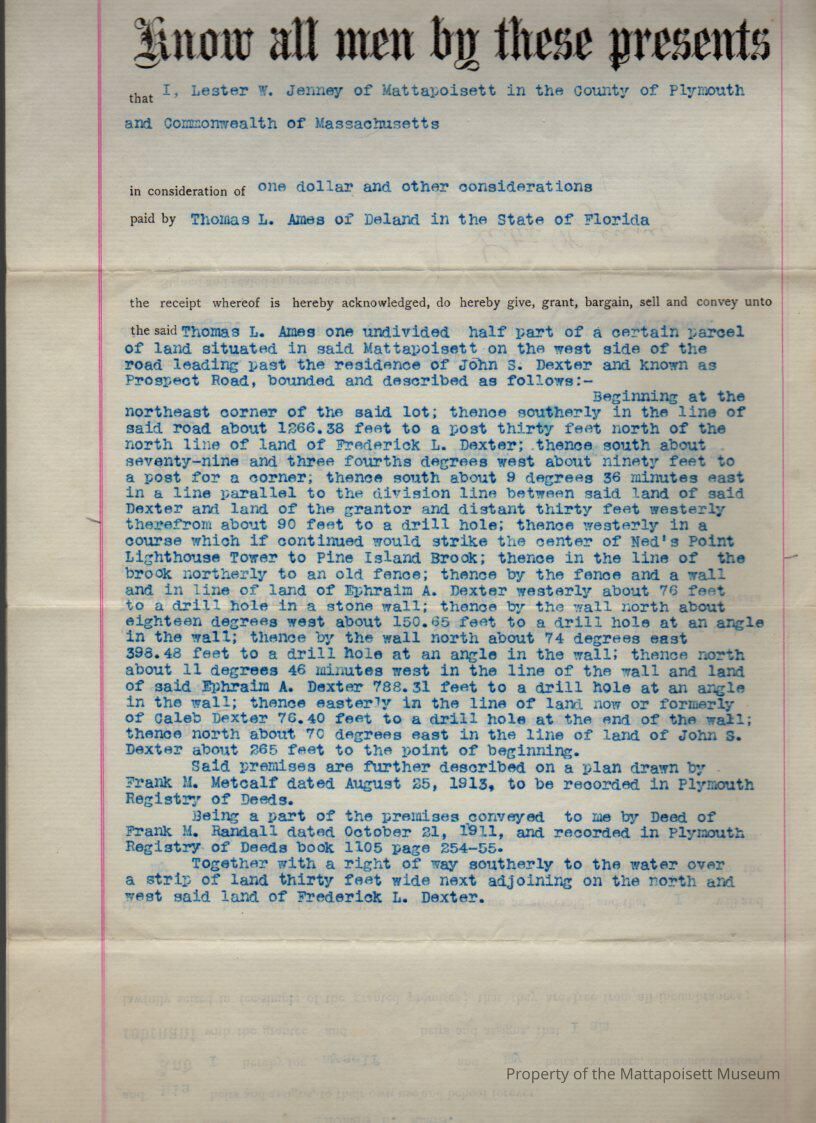 Know all men by these presents
that I, Lester W. Jenney of Mattapoisett in the County of Plymouth
and Commonwealth of Massachusetts
in consideration of one dollar and other considerations
paid by Thomas L. Ames of Deland in the State of Florida
the receipt whereof is hereby acknowledged, do hereby give, grant, bargain, sell and convey unto
the said Thomas L. Ames one undivided half part of a certain parcel
of land situated in said Mattapoisett on the west side of the
road leading past the residence of John S. Dexter and known as
Prospect Road, bounded and described as follows:-
Beginning at the
northeast corner of the said lot; thence southerly in the line of
said road about 1266.38 feet to a post thirty feet north of the
north line of land of Frederick L. Dexter; thence south about
seventy-nine and three fourths degrees west about ninety feet to
a post for a corner; thence south about 9 degrees 36 minutes east
in a line parallel to the division line between said land of said
Dexter and land of the grantor and distant thirty feet westerly
therefrom about 90 feet to a drill hole; thence westerly in a
course which if continued would strike the center of Ned's Point
Lighthouse Tower to Pine Island Brook; thence in the line of the
brook northerly to an old fence; thence by the fence and a wall
and in line of land of Ephraim A. Dexter westerly about 76 feet
to a drill hole in a stone wall; thence by the wall north about
eighteen degrees west about 150.65 feet to a drill hole at an angle
in the wall; thence by the wall north about 74 degrees east
398.48 feet to a drill hole at an angle in the wall; thence north
about 11 degrees 46 minutes west in the line of the wall and land
of said Ephraim A. Dexter 788.31 feet to a drill hole at an angle
in the wall; thence easterly in the line of land now or formerly
of Caleb Dexter 76.40 feet to a drill hole at the end of the wall;
thence north about 70 degrees east in the line of land of John S.
Dexter about 265 feet to the point of beginning.
Said premises are further described on a plan drawn by
Frank M. Metcalf dated August 25, 1913, to be recorded in Plymouth
Registry of Deeds.
Being a part of the premises conveyed to me by Deed of
Frank M. Randall dated October 21, 1911, and recorded in Plymouth
Registry of Deeds book 1105 page 254-55.
Together with a right of way southerly to the water over
a strip of land thirty feet wide next adjoining on the north and
west said land of Frederick L. Dexter.
Property of the Mattapoisett Museum